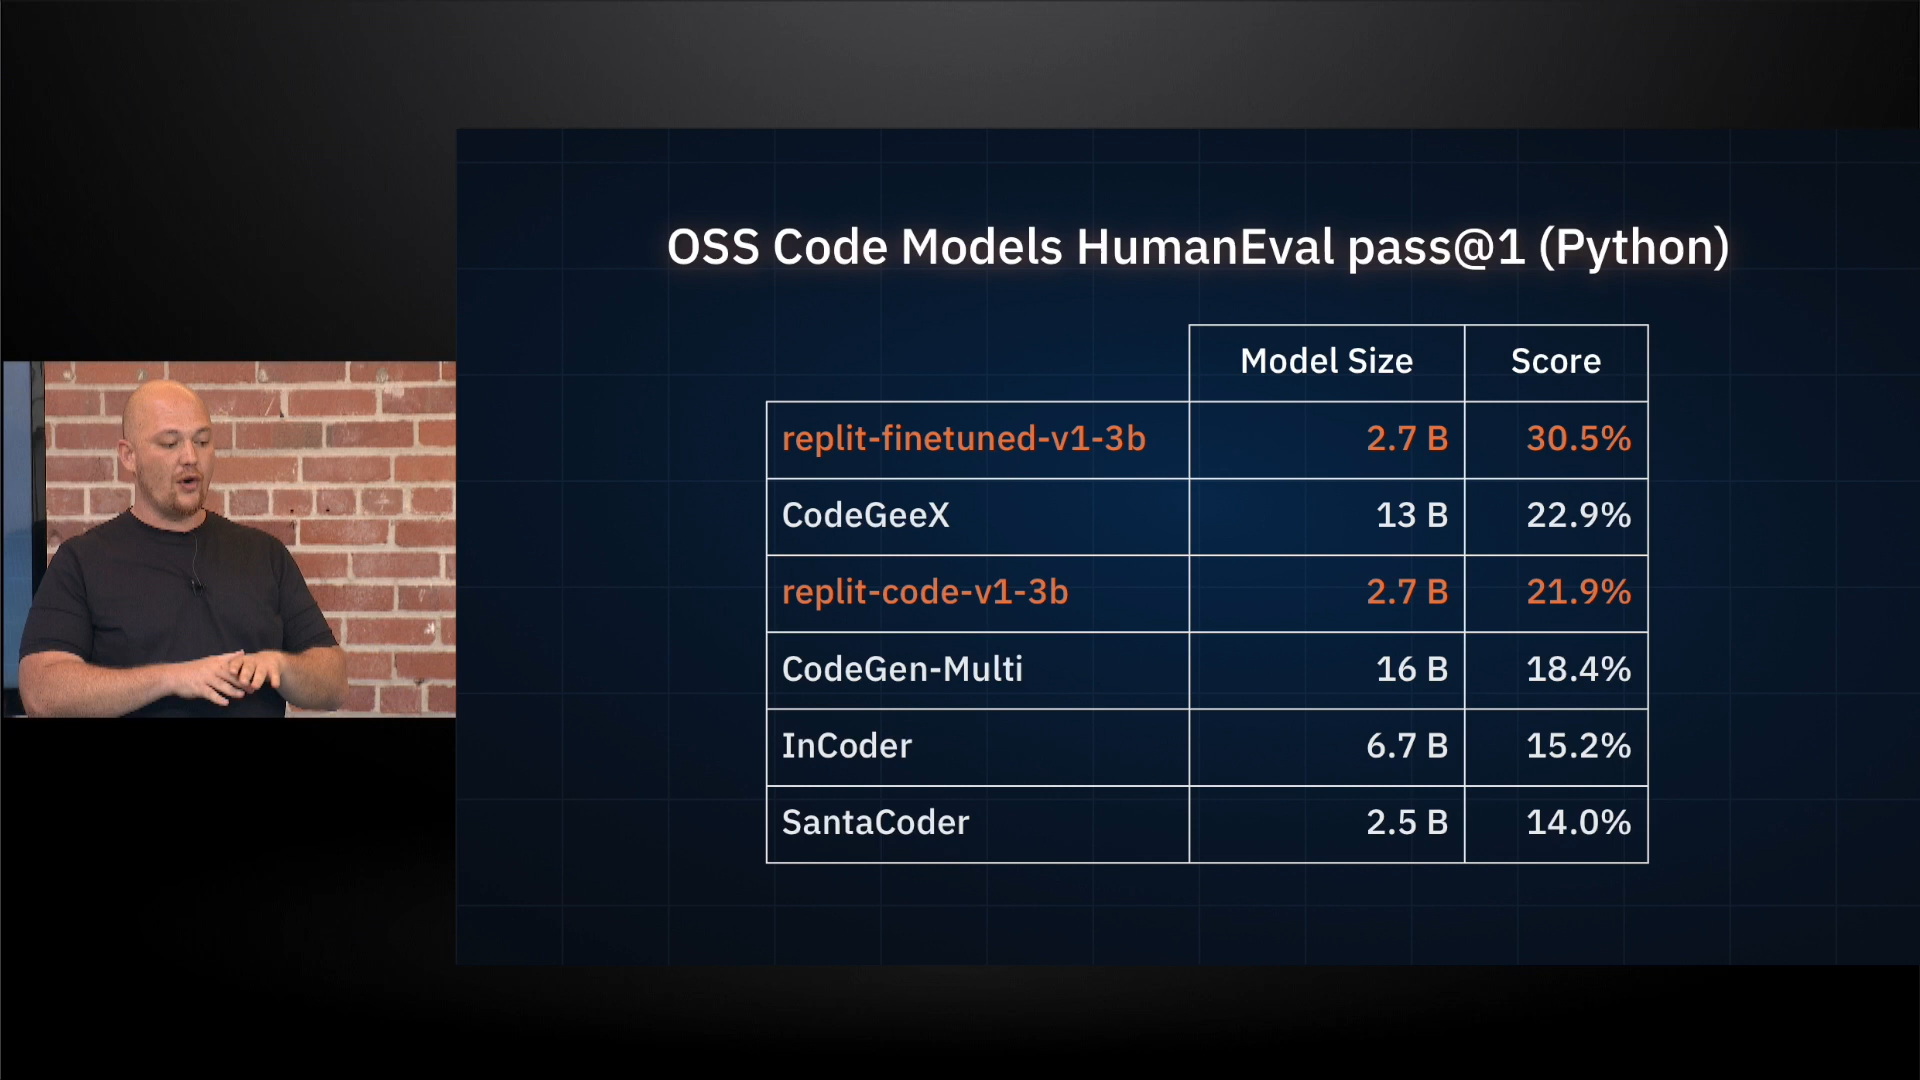 OSS Code Models HumanEval pass@1 (Python)
Model Size Score
replit-finetuned-v1-3b 2.7 B 30.5%
CodeGeeX 13 B 22.9%
replit-code-v1-3b 2.7 B 21.9%
CodeGen-Multi 16 B 18.4%
InCoder 6.7 B 15.2%
SantaCoder 2.5 B 14.0%